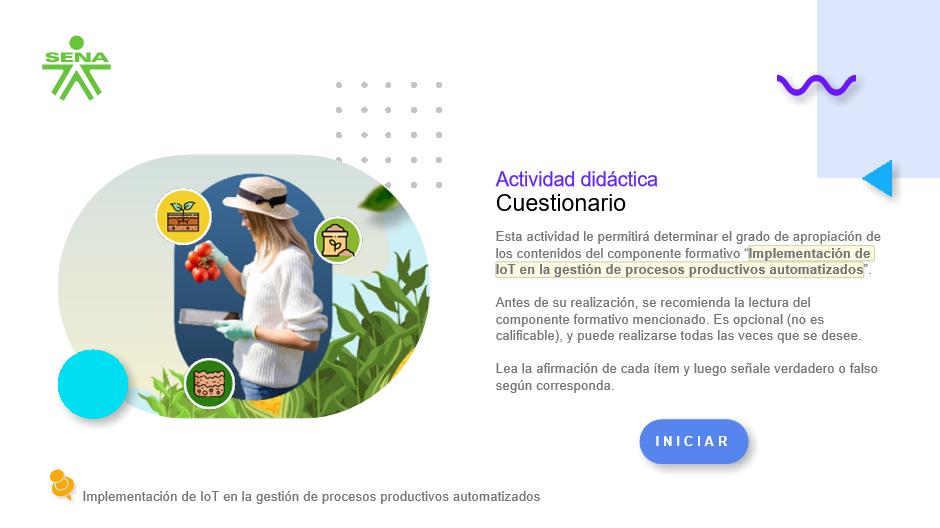 SENA
Actividad didáctica
Cuestionario
Esta actividad le permitirá determinar el grado de apropiación de
los contenidos del componente formativo “Implementación de
IoT en la gestión de procesos productivos automatizados”.
Antes de su realización, se recomienda la lectura del
componente formativo mencionado. Es opcional (no es
calificable), y puede realizarse todas las veces que se desee.
Lea la afirmación de cada ítem y luego señale verdadero o falso
según corresponda.
INICIAR
Implementación de IoT en la gestión de procesos productivos automatizados